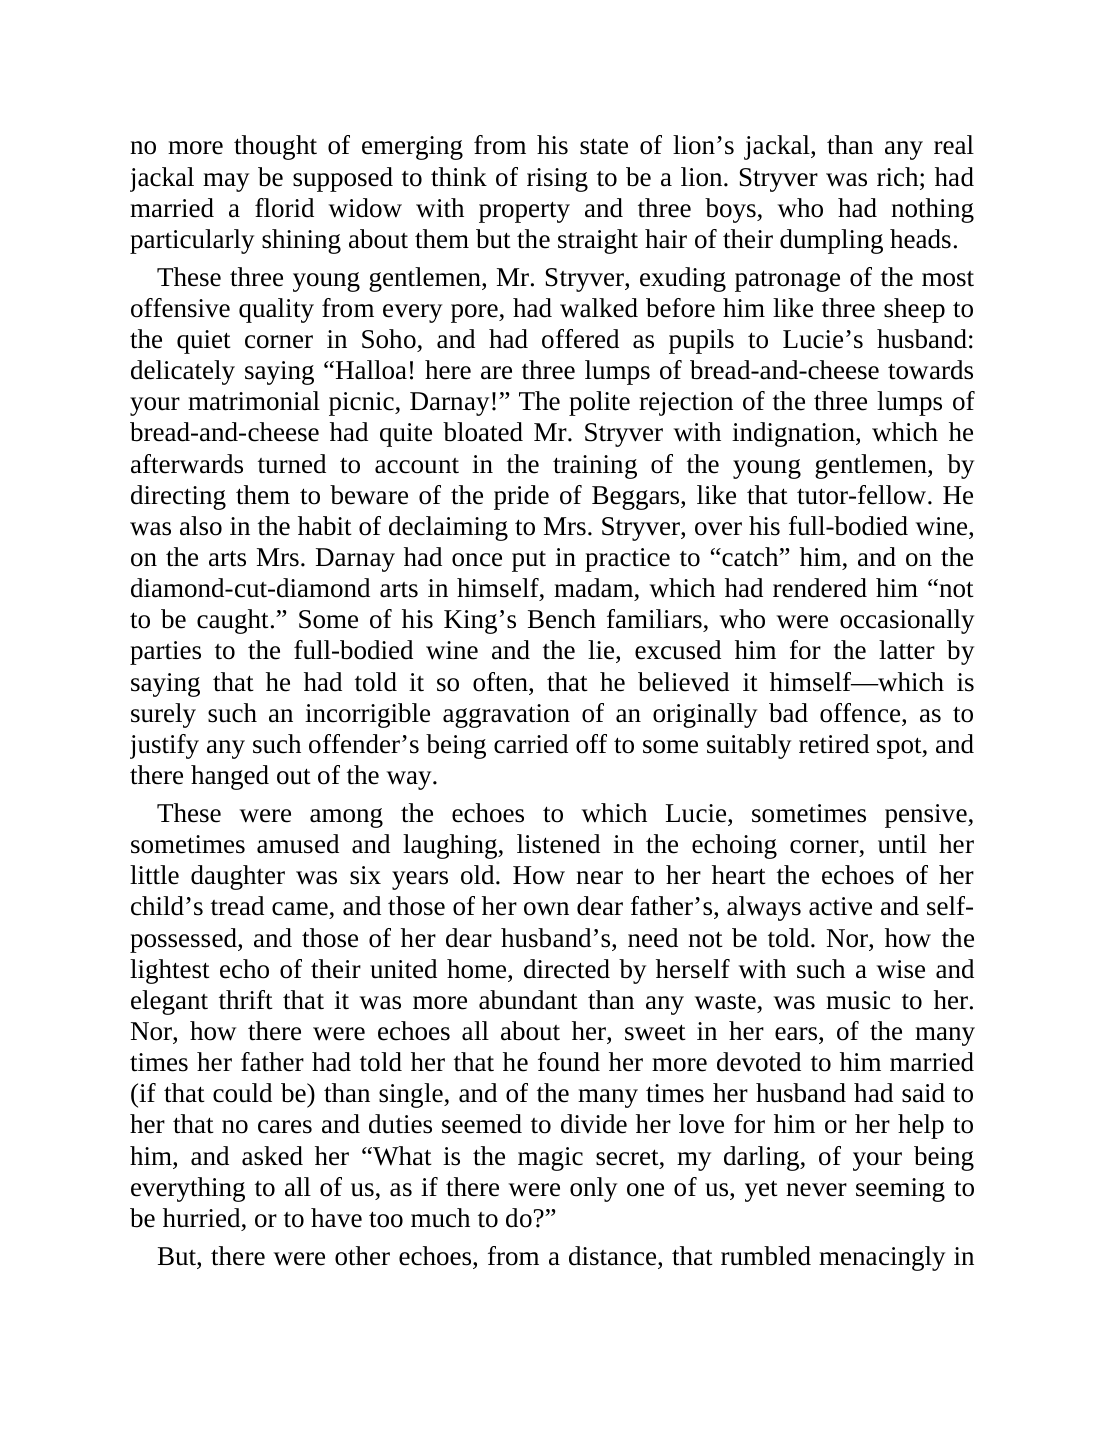 no more thought of emerging from his state of lion’s jackal, than any real
jackal may be supposed to think of rising to be a lion. Stryver was rich; had
married a florid widow with property and three boys, who had nothing
particularly shining about them but the straight hair of their dumpling heads.
These three young gentlemen, Mr. Stryver, exuding patronage of the most
offensive quality from every pore, had walked before him like three sheep to
the quiet corner in Soho, and had offered as pupils to Lucie’s husband:
delicately saying “Halloa! here are three lumps of bread-and-cheese towards
your matrimonial picnic, Darnay!” The polite rejection of the three lumps of
bread-and-cheese had quite bloated Mr. Stryver with indignation, which he
afterwards turned to account in the training of the young gentlemen, by
directing them to beware of the pride of Beggars, like that tutor-fellow. He
was also in the habit of declaiming to Mrs. Stryver, over his full-bodied wine,
on the arts Mrs. Darnay had once put in practice to “catch” him, and on the
diamond-cut-diamond arts in himself, madam, which had rendered him “not
to be caught.” Some of his King’s Bench familiars, who were occasionally
parties to the full-bodied wine and the lie, excused him for the latter by
saying that he had told it so often, that he believed it himself—which is
surely such an incorrigible aggravation of an originally bad offence, as to
justify any such offender’s being carried off to some suitably retired spot, and
there hanged out of the way.
These were among the echoes to which Lucie, sometimes pensive,
sometimes amused and laughing, listened in the echoing corner, until her
little daughter was six years old. How near to her heart the echoes of her
child’s tread came, and those of her own dear father’s, always active and self-
possessed, and those of her dear husband’s, need not be told. Nor, how the
lightest echo of their united home, directed by herself with such a wise and
elegant thrift that it was more abundant than any waste, was music to her.
Nor, how there were echoes all about her, sweet in her ears, of the many
times her father had told her that he found her more devoted to him married
(if that could be) than single, and of the many times her husband had said to
her that no cares and duties seemed to divide her love for him or her help to
him, and asked her “What is the magic secret, my darling, of your being
everything to all of us, as if there were only one of us, yet never seeming to
be hurried, or to have too much to do?”
But, there were other echoes, from a distance, that rumbled menacingly in